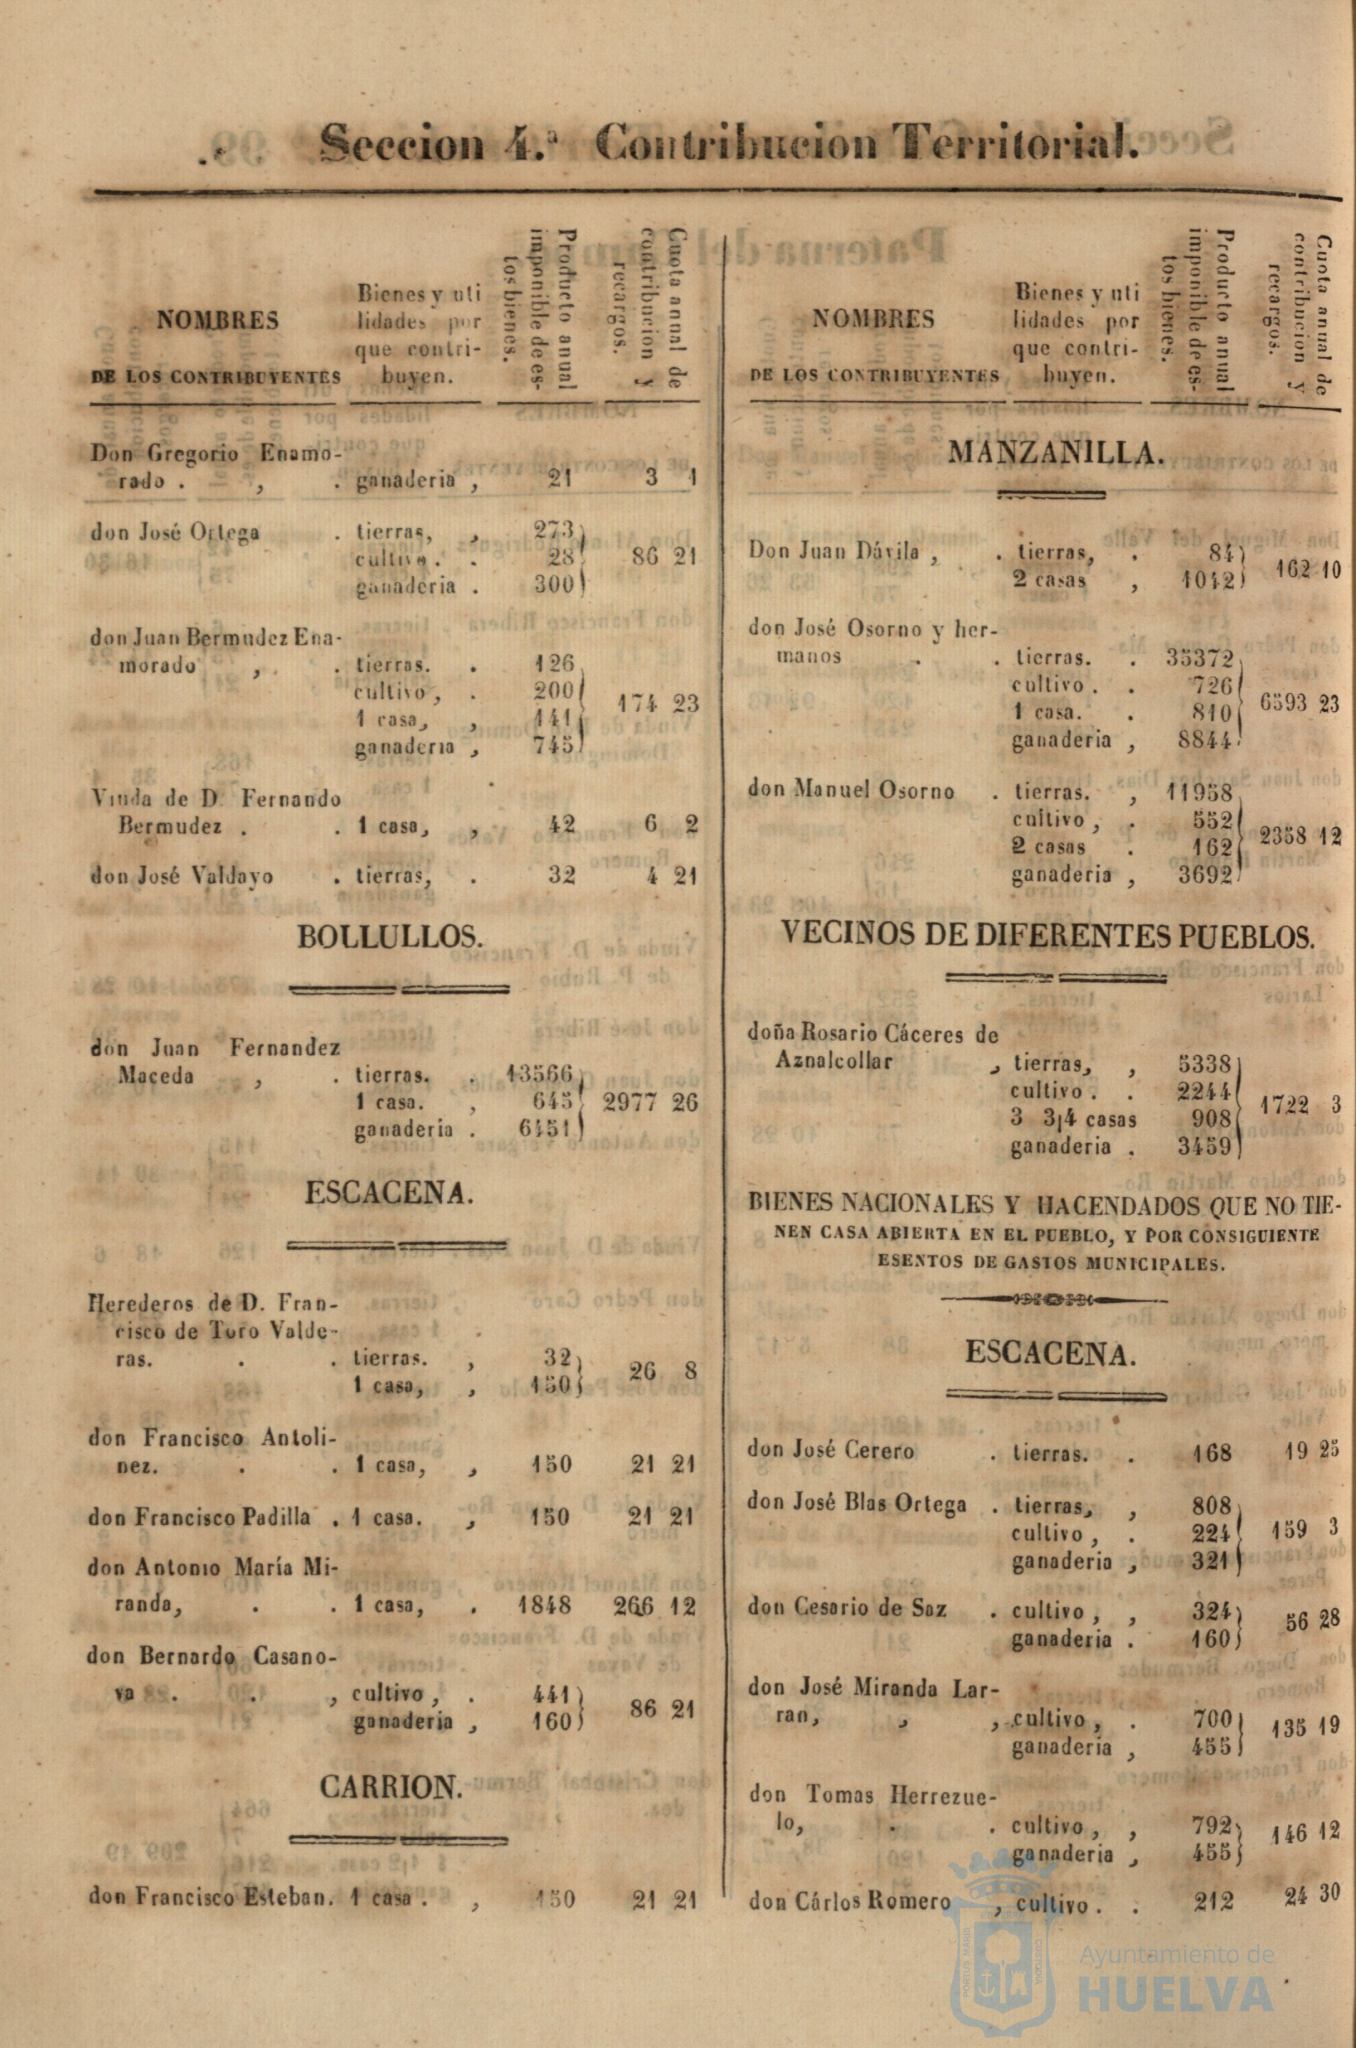 Seccion 4.ª Contribucion Territorial.
NOMBRES
DE LOS CONTRIBUYENTES
Bienes y uti
lidades por
que contri-
buyen.
Producto anual
imponible de es-
tos bienes.
Cuota anual de
contribucion y
recargos.
Don Gregorio Enamo-
rado . , . ganaderia , 21 3 1
don José Ortega . tierras, , 273
cultivo . . 28 86 21
ganaderia . 300
don Juan Bermudez Ena-
morado , . tierras. . 126
cultivo , . 200
1 casa, , 141 174 23
ganaderia , 745
Viuda de D. Fernando
Bermudez . . 1 casa, , 42 6 2
don José Valdayo . tierras, . 32 4 21
BOLLULLOS.
don Juan Fernandez
Maceda , . tierras. . 13566
1 casa. , 645 2977 26
ganaderia . 6451
ESCACENA.
Herederos de D. Fran-
cisco de Toro Valde-
ras. . . tierras. , 32
1 casa, , 150 26 8
don Francisco Antoli-
nez. . . 1 casa, , 150 21 21
don Francisco Padilla . 1 casa. , 150 21 21
don Antonio María Mi-
randa, . . 1 casa, . 1848 266 12
don Bernardo Casano-
va . . , cultivo , . 441
ganaderia , 160 86 21
CARRION.
don Francisco Esteban. 1 casa . , 150 21 21
NOMBRES
DE LOS CONTRIBUYENTES
Bienes y uti
lidades por
que contri-
buyen.
Producto anual
imponible de es-
tos bienes.
Cuota anual de
contribucion y
recargos.
MANZANILLA.
Don Juan Dávila , . tierras, . 84
2 casas , 1042 162 10
don José Osorno y her-
manos . . tierras. . 35372
cultivo . . 726
1 casa. . 810 6593 23
ganaderia , 8844
don Manuel Osorno . tierras. , 11958
cultivo , . 552
2 casas . 162 2358 12
ganaderia , 3692
VECINOS DE DIFERENTES PUEBLOS.
doña Rosario Cáceres de
Aznalcollar , tierras, , 5338
cultivo . . 2244
3 3/4 casas 908 1722 3
ganaderia . 3459
BIENES NACIONALES Y HACENDADOS QUE NO TIE-
NEN CASA ABIERTA EN EL PUEBLO, Y POR CONSIGUIENTE
ESENTOS DE GASTOS MUNICIPALES.
ESCACENA.
don José Cerero . tierras. . 168 19 25
don José Blas Ortega . tierras, , 808
cultivo , . 224 159 3
ganaderia , 321
don Cesario de Saz . cultivo , , 324
ganaderia . 160 56 28
don José Miranda Lar-
ran, , , cultivo , . 700
ganaderia , 455 135 19
don Tomas Herrezue-
lo, . . cultivo , , 792
ganaderia , 455 146 12
don Cárlos Romero , cultivo . . 212 24 30
PORTUS MARIS
CUSTODIA
Ayuntamiento de
HUELVA